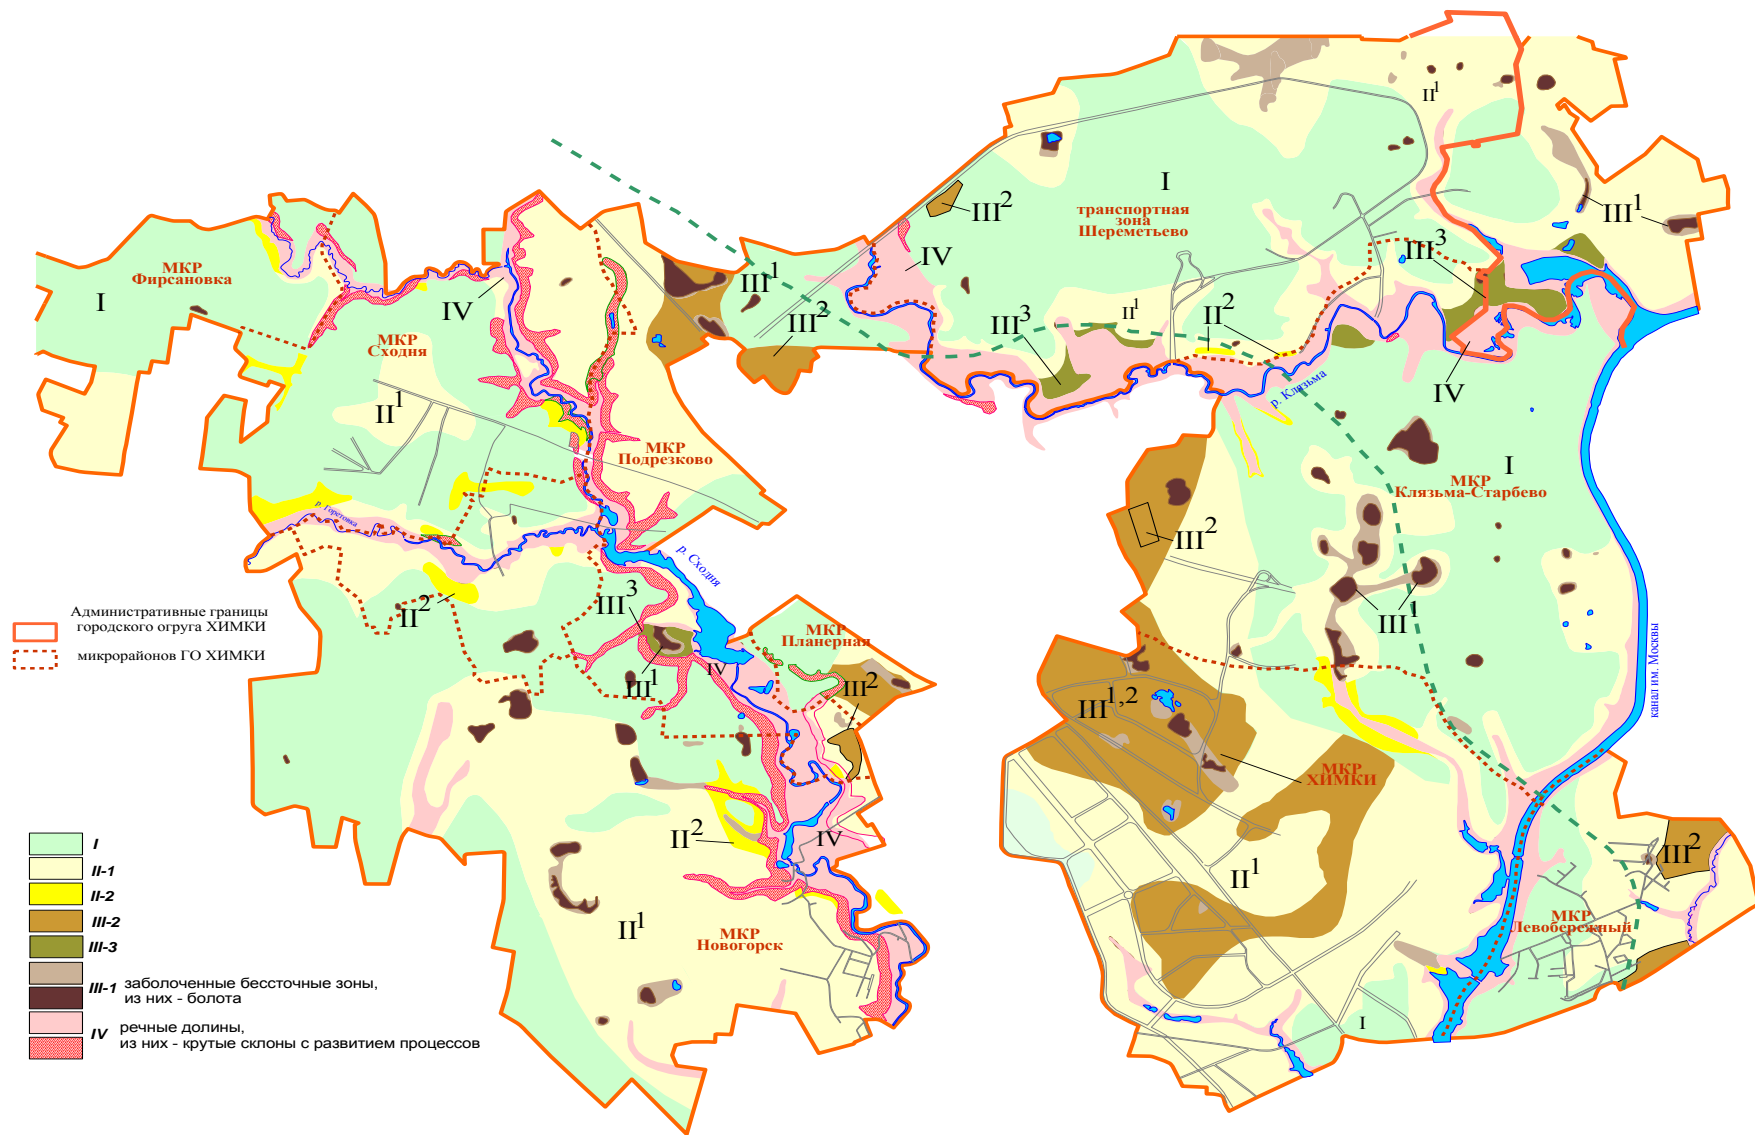 II¹
I
транспортная
зона
Шереметьево
III²
III¹
МКР
Фирсановка
I
IV
III³
IV
III¹
III²
III³
II¹
II²
МКР
Сходня
II¹
р. Клязьма
IV
МКР
Подрезково
I
МКР
Клязьма-Старбево
р. Горетовка
III²
р. Сходня
II²
III³
III¹
МКР
Планерная
III¹
IV
III²
III¹,²
канал им. Москвы
МКР
ХИМКИ
II²
IV
II¹
III²
МКР
Левобережный
II¹
МКР
Новогорск
I
Административные границы
городского огруга ХИМКИ
микрорайонов ГО ХИМКИ
I
II-1
II-2
III-2
III-3
III-1 заболоченные бессточные зоны,
из них - болота
IV речные долины,
из них - крутые склоны с развитием процессов